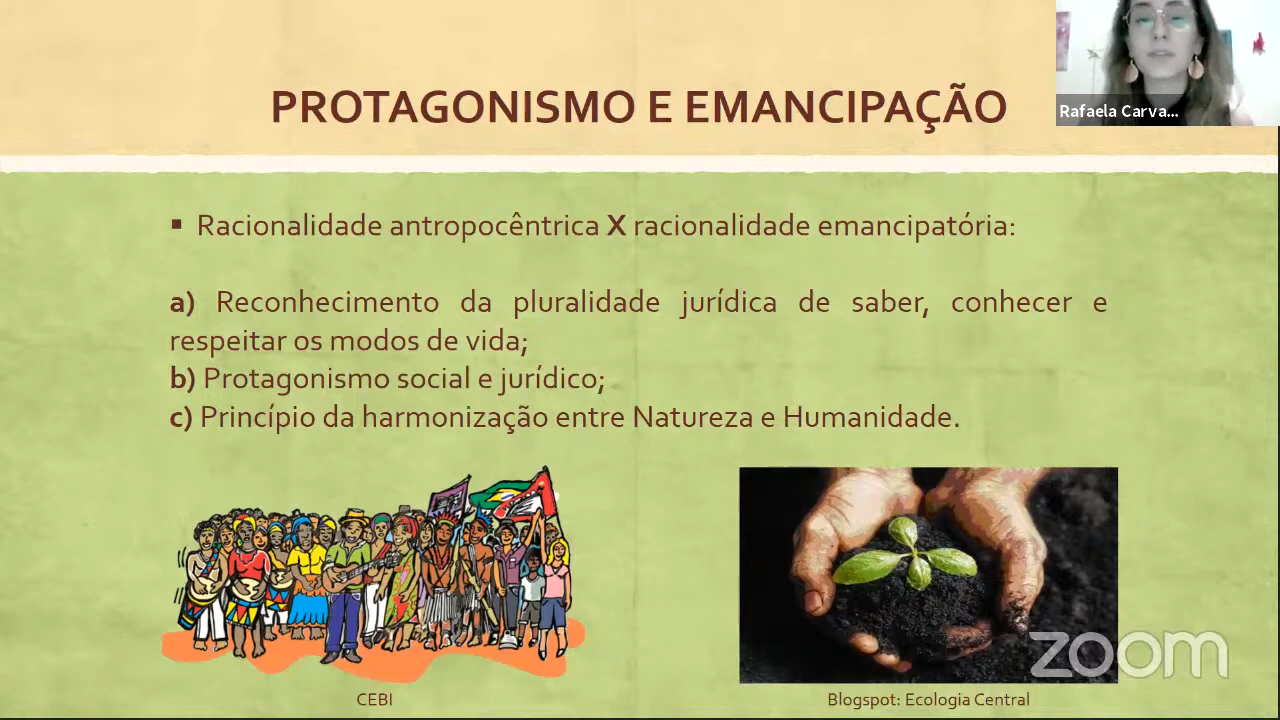 PROTAGONISMO E EMANCIPAÇÃO
Rafaela Carva...
▪ Racionalidade antropocêntrica X racionalidade emancipatória:
a) Reconhecimento da pluralidade jurídica de saber, conhecer e
respeitar os modos de vida;
b) Protagonismo social e jurídico;
c) Princípio da harmonização entre Natureza e Humanidade.
zoom
CEBI
Blogspot: Ecologia Central